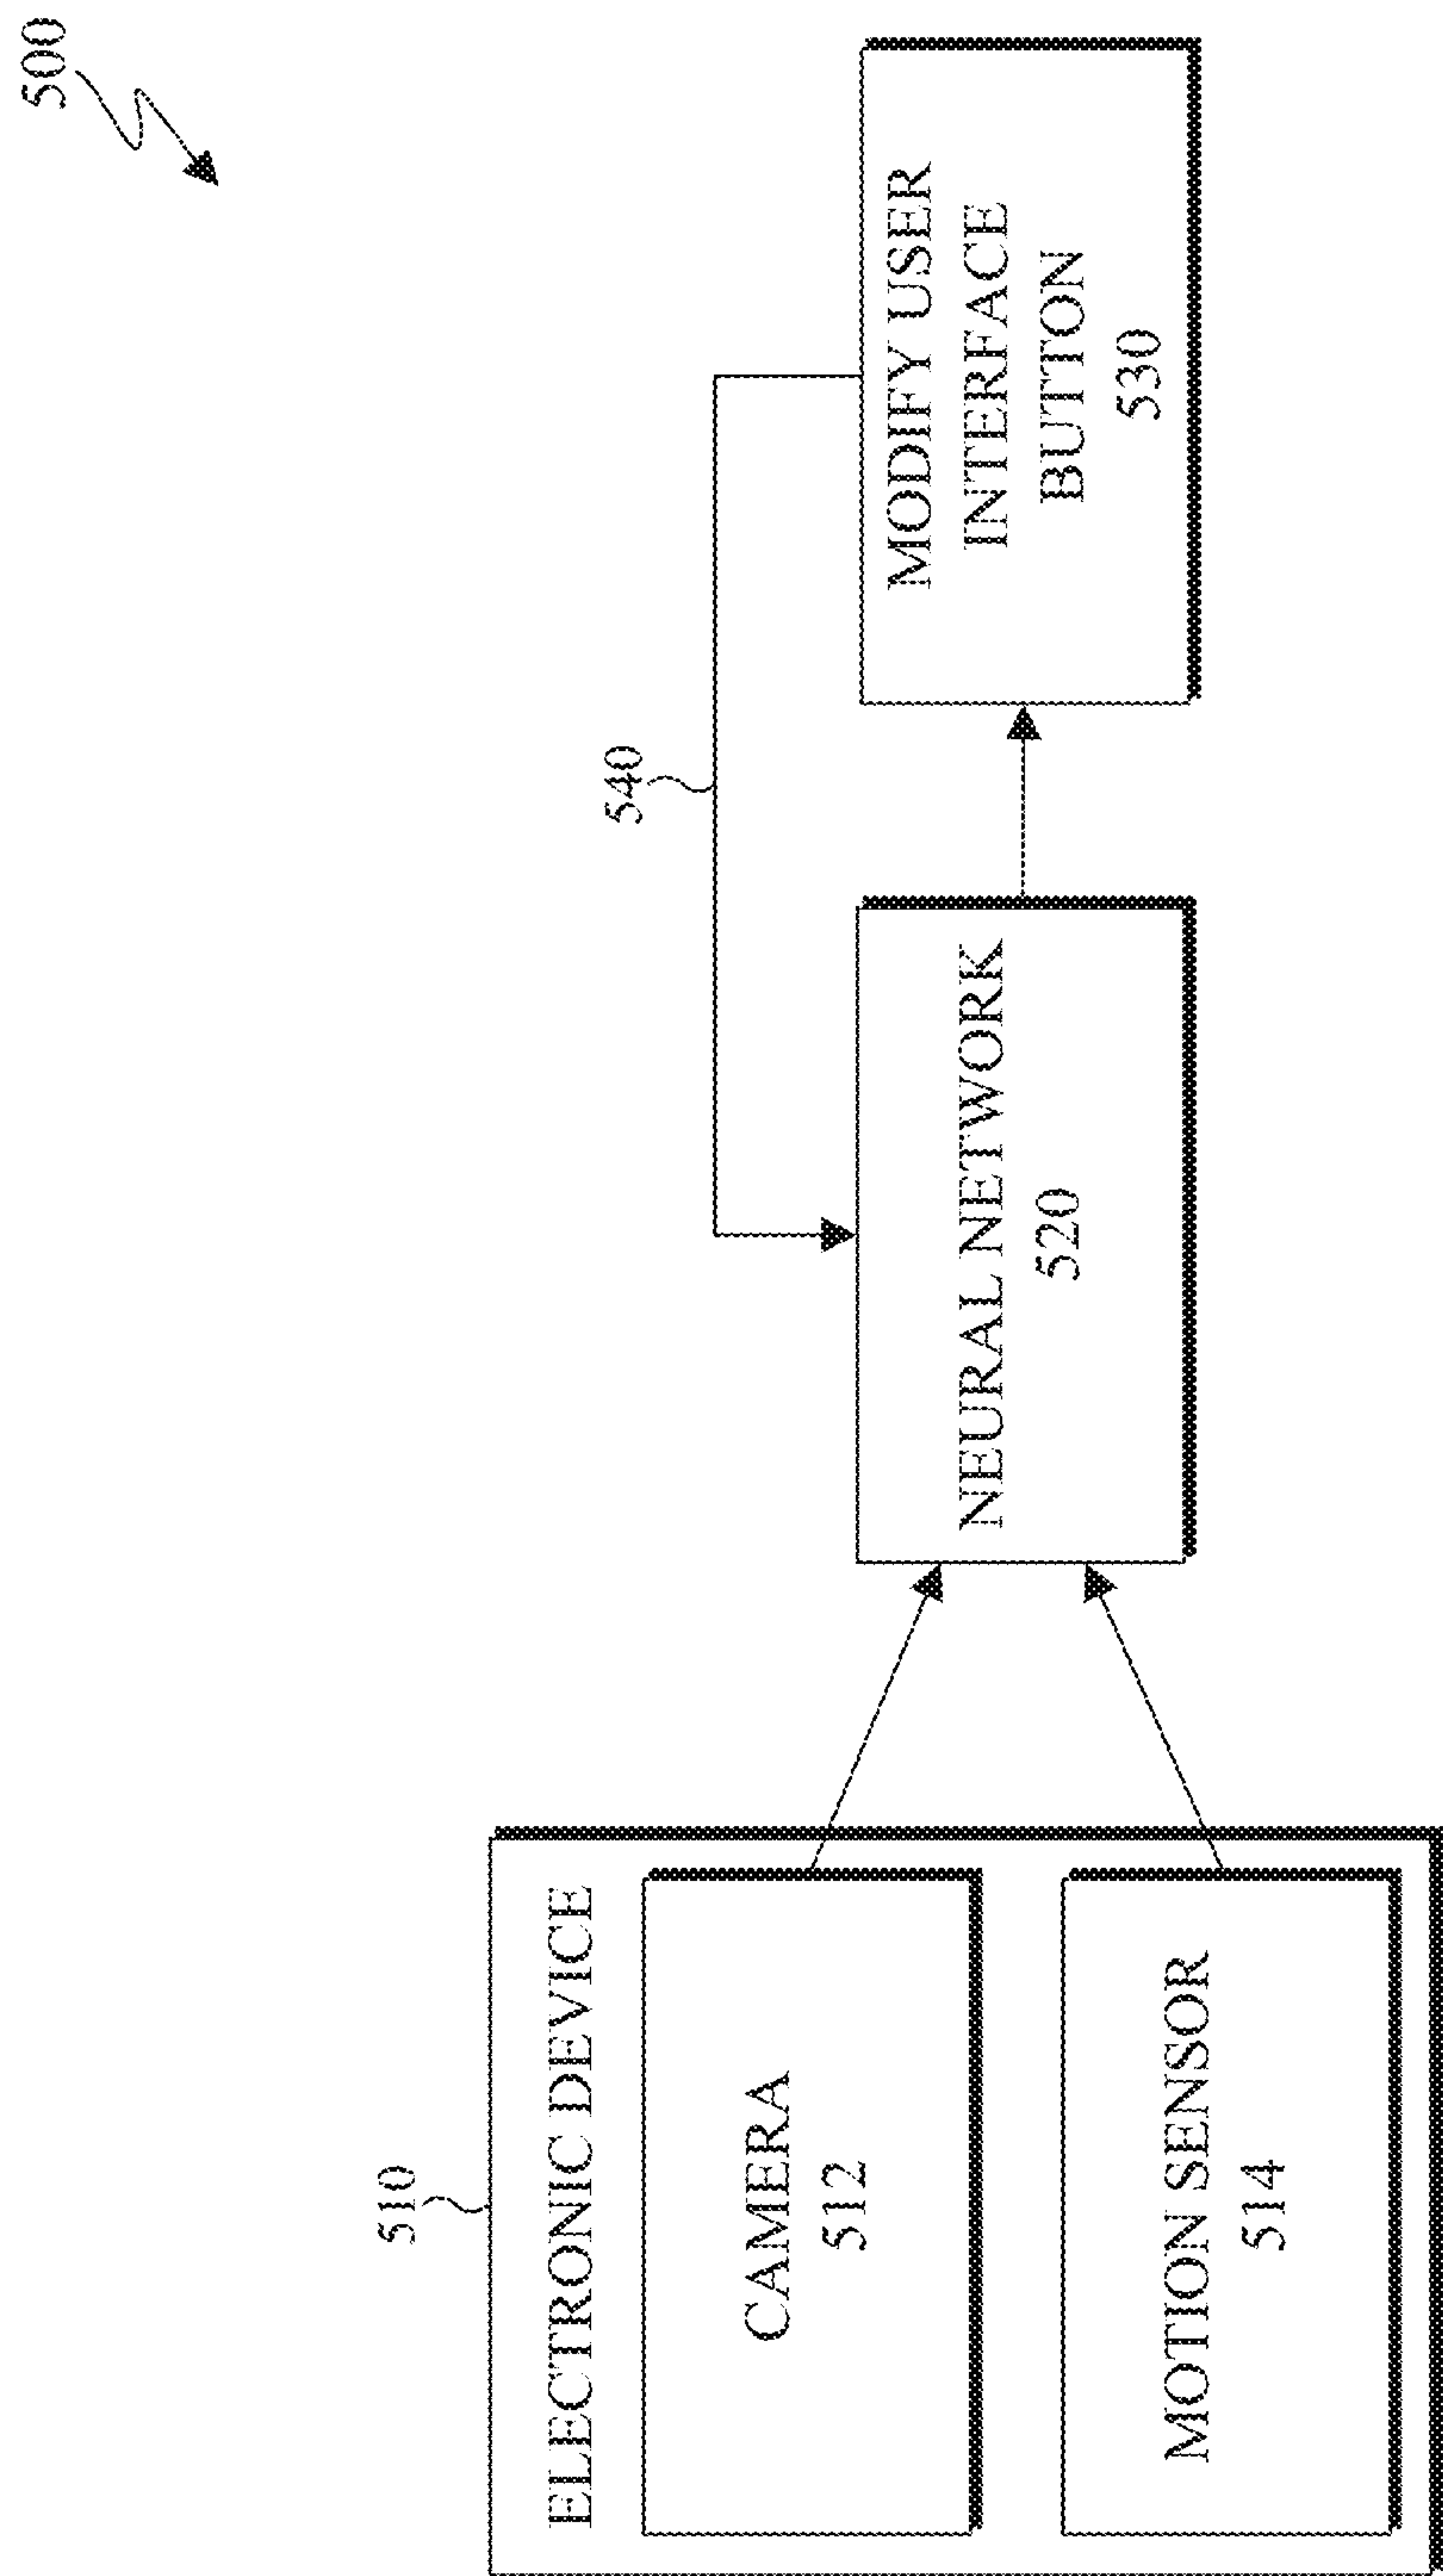 500
510
ELECTRONIC DEVICE
CAMERA
512
MOTION SENSOR
514
NEURAL NETWORK
520
540
MODIFY USER
INTERFACE
BUTTON
530